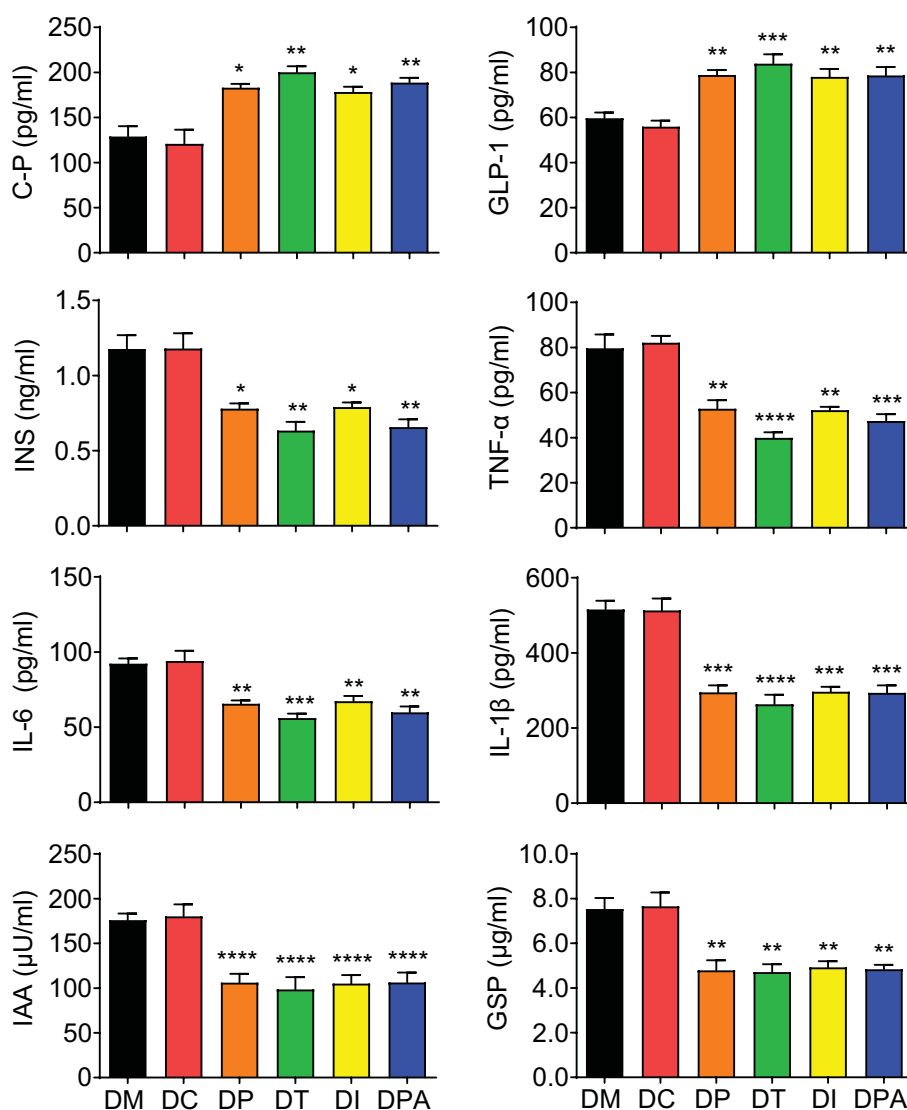 C-P (pg/ml)
250
200
150
100
50
0
* ** * **
GLP-1 (pg/ml)
100
80
60
40
20
0
** *** ** **
INS (ng/ml)
1.5
1.0
0.5
0.0
* ** * **
TNF-α (pg/ml)
100
80
60
40
20
0
** **** ** ***
IL-6 (pg/ml)
150
100
50
0
** *** ** **
IL-1β (pg/ml)
600
400
200
0
*** **** *** ***
IAA (μU/ml)
250
200
150
100
50
0
**** **** **** ****
DM DC DP DT DI DPA
GSP (μg/ml)
10.0
8.0
6.0
4.0
2.0
0.0
** ** ** **
DM DC DP DT DI DPA